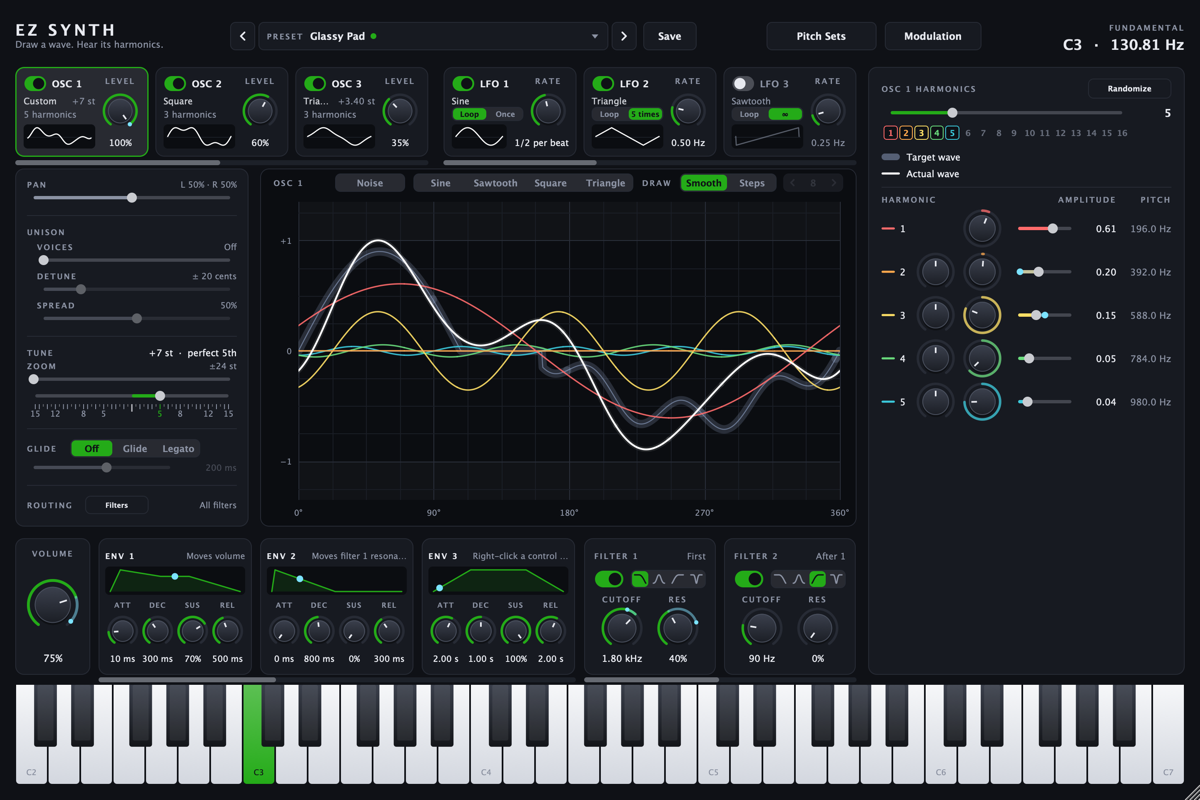 EZ SYNTH
Draw a wave. Hear its harmonics.
PRESET Glassy Pad
Save
Pitch Sets
Modulation
FUNDAMENTAL
C3 · 130.81 Hz
OSC 1 LEVEL
Custom +7 st
5 harmonics
100%
OSC 2 LEVEL
Square
3 harmonics
60%
OSC 3 LEVEL
Tria... +3.40 st
3 harmonics
35%
LFO 1 RATE
Sine
Loop Once
1/2 per beat
LFO 2 RATE
Triangle
Loop 5 times
0.50 Hz
LFO 3 RATE
Sawtooth
Loop ∞
0.25 Hz
OSC 1 HARMONICS
Randomize
5
1 2 3 4 5 6 7 8 9 10 11 12 13 14 15 16
Target wave
Actual wave
HARMONIC AMPLITUDE PITCH
1 0.61 196.0 Hz
2 0.20 392.0 Hz
3 0.15 588.0 Hz
4 0.05 784.0 Hz
5 0.04 980.0 Hz
PAN L 50% · R 50%
UNISON
VOICES Off
DETUNE ± 20 cents
SPREAD 50%
TUNE +7 st · perfect 5th
ZOOM ±24 st
15 12 8 5 5 8 12 15
GLIDE Off Glide Legato
200 ms
ROUTING Filters All filters
OSC 1 Noise Sine Sawtooth Square Triangle DRAW Smooth Steps 8
+1
0
−1
0° 90° 180° 270° 360°
VOLUME
75%
ENV 1 Moves volume
ATT DEC SUS REL
10 ms 300 ms 70% 500 ms
ENV 2 Moves filter 1 resona...
ATT DEC SUS REL
0 ms 800 ms 0% 300 ms
ENV 3 Right-click a control ...
ATT DEC SUS REL
2.00 s 1.00 s 100% 2.00 s
FILTER 1 First
CUTOFF RES
1.80 kHz 40%
FILTER 2 After 1
CUTOFF RES
90 Hz 0%
C2 C3 C4 C5 C6 C7